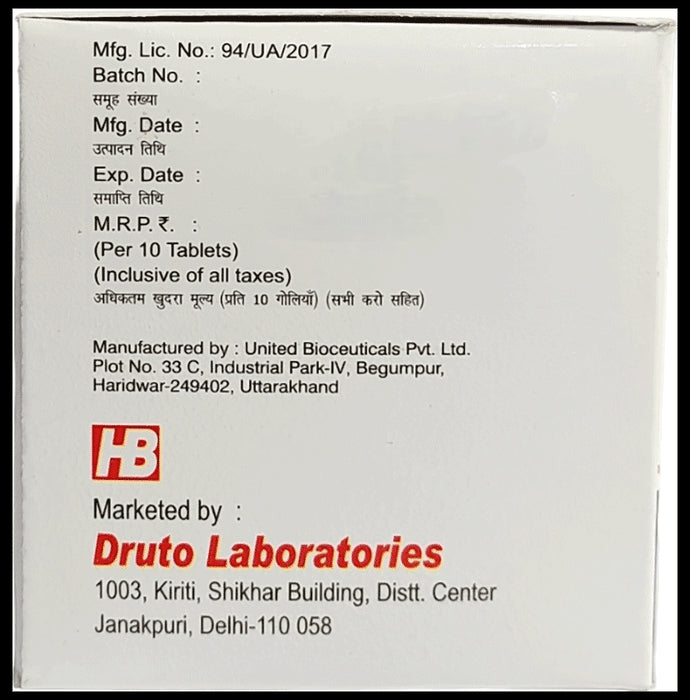 Mfg. Lic. No.: 94/UA/2017
Batch No. :
समूह संख्या
Mfg. Date :
उत्पादन तिथि
Exp. Date :
समाप्ति तिथि
M.R.P. ₹. :
(Per 10 Tablets)
(Inclusive of all taxes)
अधिकतम खुदरा मूल्य (प्रति 10 गोलियाँ) (सभी करो सहित)
Manufactured by : United Bioceuticals Pvt. Ltd.
Plot No. 33 C, Industrial Park-IV, Begumpur,
Haridwar-249402, Uttarakhand
HB
Marketed by :
Druto Laboratories
1003, Kiriti, Shikhar Building, Distt. Center
Janakpuri, Delhi-110 058